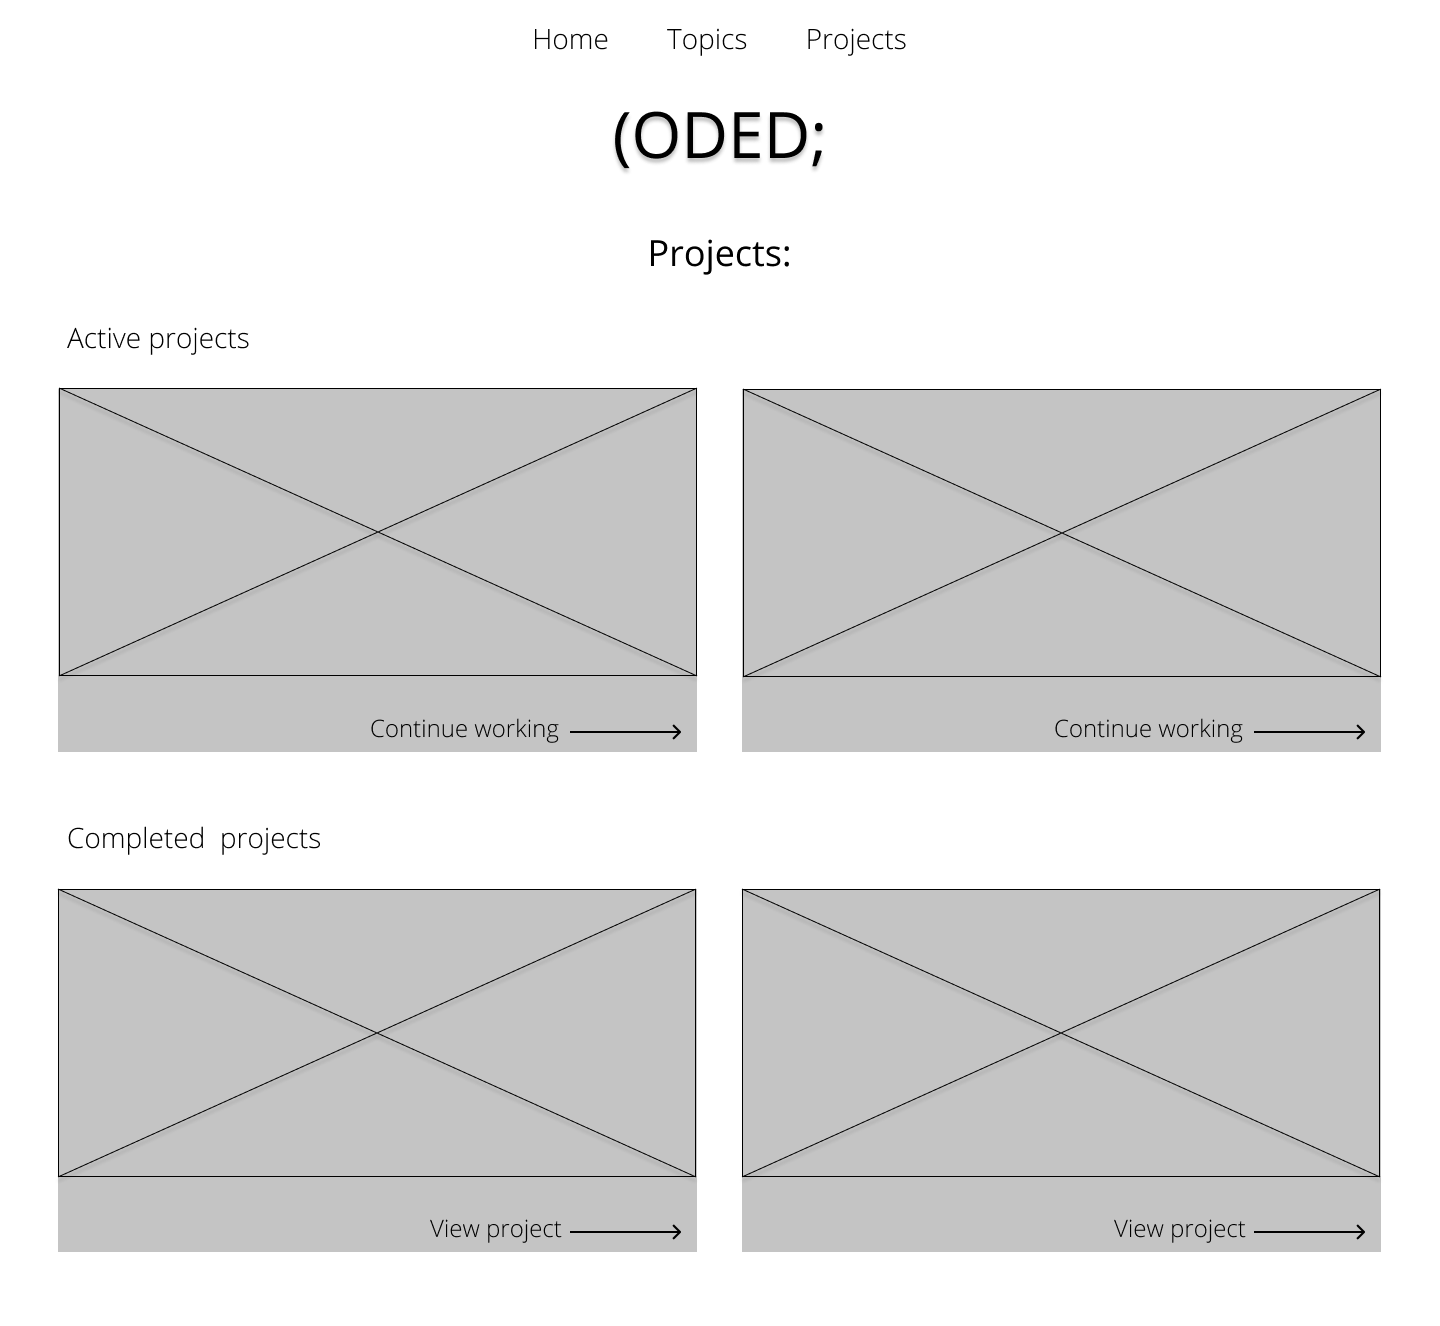 Home Topics Projects
(ODED;
Projects:
Active projects
Continue working Continue working
Completed projects
View project View project